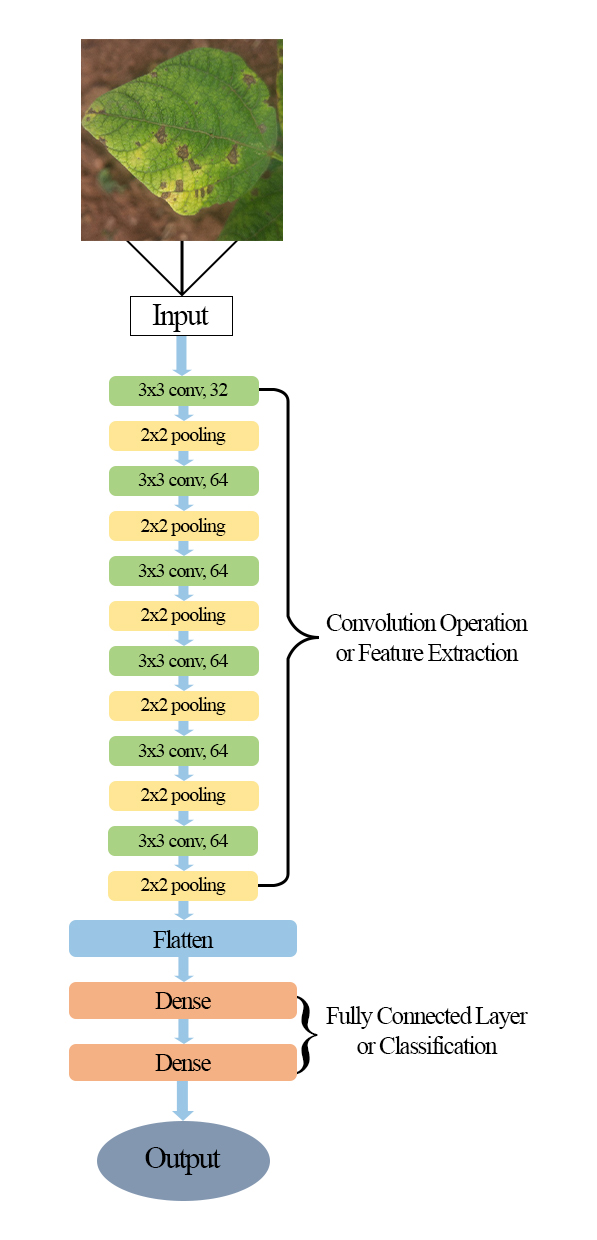 Input
3x3 conv, 32
2x2 pooling
3x3 conv, 64
2x2 pooling
3x3 conv, 64
2x2 pooling
3x3 conv, 64
2x2 pooling
3x3 conv, 64
2x2 pooling
3x3 conv, 64
2x2 pooling
Convolution Operation
or Feature Extraction
Flatten
Dense
Dense
Fully Connected Layer
or Classification
Output